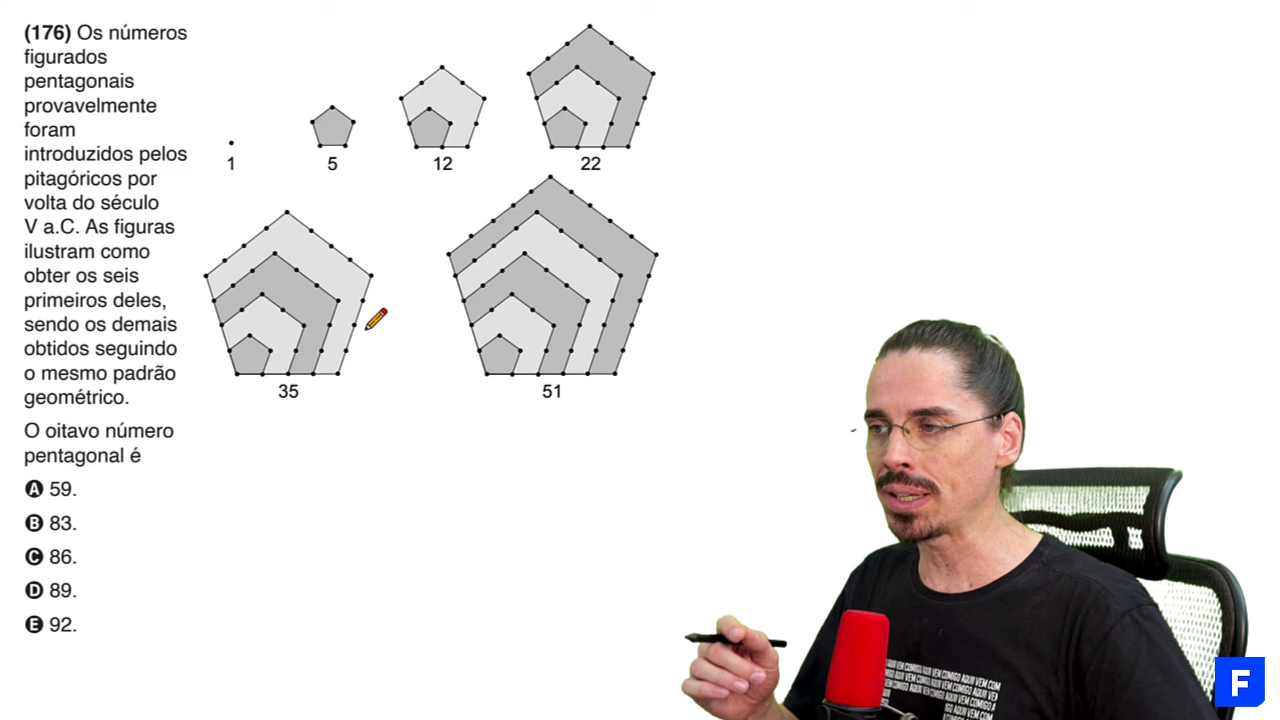 (176) Os números
figurados
pentagonais
provavelmente
foram
introduzidos pelos
pitagóricos por
volta do século
V a.C. As figuras
ilustram como
obter os seis
primeiros deles,
sendo os demais
obtidos seguindo
o mesmo padrão
geométrico.
1
5
12
22
35
51
O oitavo número
pentagonal é
A 59.
B 83.
C 86.
D 89.
E 92.
F